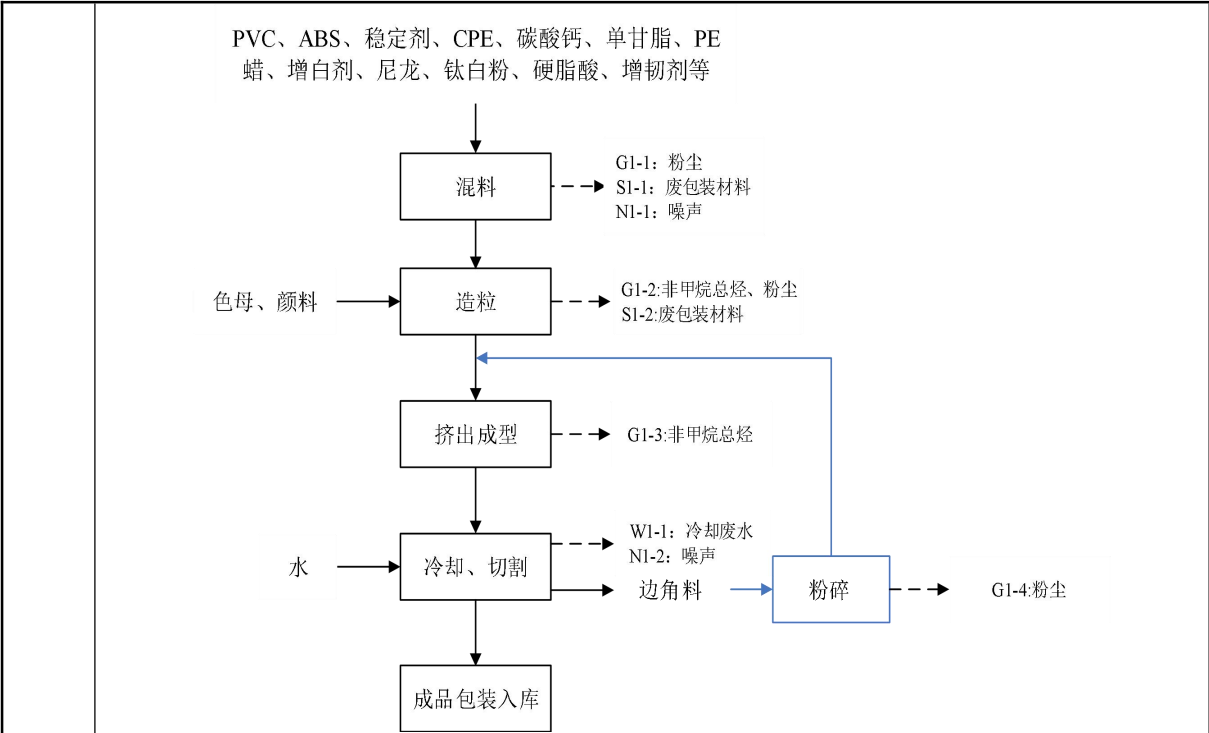 PVC、ABS、稳定剂、CPE、碳酸钙、单甘脂、PE
蜡、增白剂、尼龙、钛白粉、硬脂酸、增韧剂等
混料
G1-1：粉尘
S1-1：废包装材料
N1-1：噪声
色母、颜料
造粒
G1-2:非甲烷总烃、粉尘
S1-2:废包装材料
挤出成型
G1-3:非甲烷总烃
水
冷却、切割
W1-1：冷却废水
N1-2：噪声
边角料
粉碎
G1-4:粉尘
成品包装入库